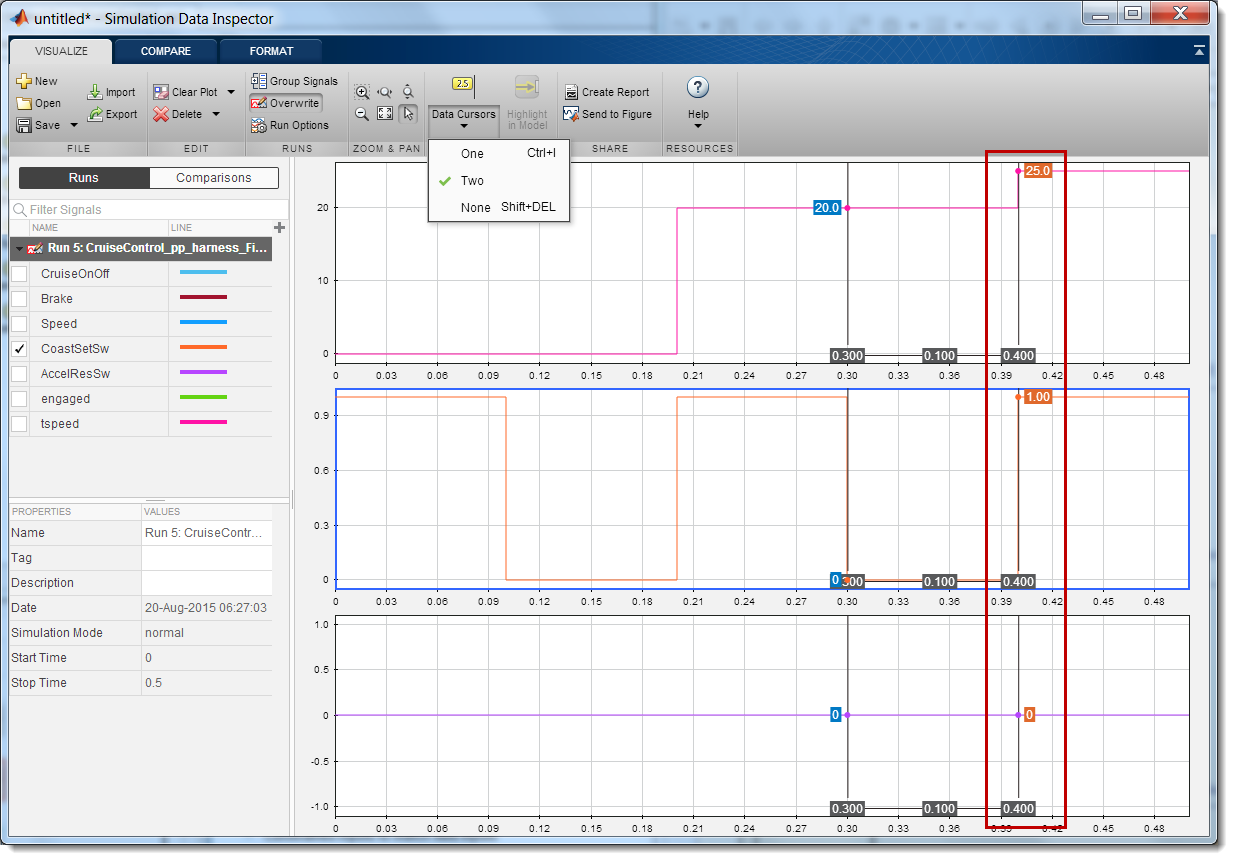 untitled* - Simulation Data Inspector
VISUALIZE COMPARE FORMAT
New
Open
Save
Import
Export
FILE
Clear Plot
Delete
EDIT
Group Signals
Overwrite
Run Options
RUNS
ZOOM & PAN
2.5
Data Cursors
Highlight
in Model
Create Report
Send to Figure
SHARE
?
Help
RESOURCES
One Ctrl+I
Two
None Shift+DEL
Runs Comparisons
Filter Signals
NAME LINE
Run 5: CruiseControl_pp_harness_Fi...
CruiseOnOff
Brake
Speed
CoastSetSw
AccelResSw
engaged
tspeed
PROPERTIES VALUES
Name Run 5: CruiseContr...
Tag
Description
Date 20-Aug-2015 06:27:03
Simulation Mode normal
Start Time 0
Stop Time 0.5
25.0
20 20.0
10
0
0.300 0.100 0.400
0 0.03 0.06 0.09 0.12 0.15 0.18 0.21 0.24 0.27 0.30 0.33 0.36 0.39 0.42 0.45 0.48
1.00
0.9
0.6
0.3
0 0 300 0.100 0.400
0 0.03 0.06 0.09 0.12 0.15 0.18 0.21 0.24 0.27 0.30 0.33 0.36 0.39 0.42 0.45 0.48
1.0
0.5
0 0 0
-0.5
-1.0 0.300 0.100 0.400
0 0.03 0.06 0.09 0.12 0.15 0.18 0.21 0.24 0.27 0.30 0.33 0.36 0.39 0.42 0.45 0.48